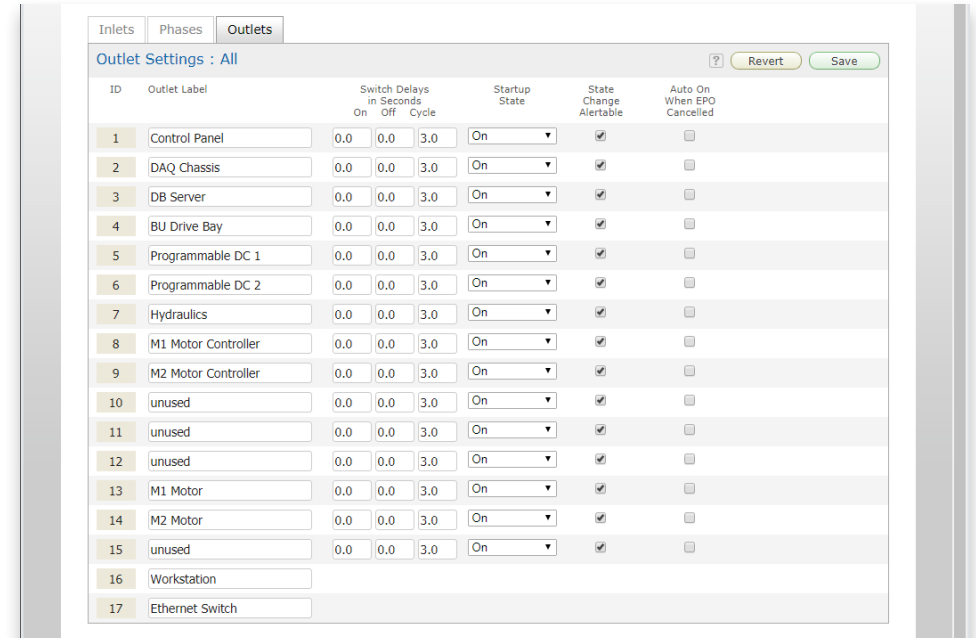 Inlets Phases Outlets
Outlet Settings : All ? Revert Save
ID Outlet Label Switch Delays in Seconds Startup State State Change Alertable Auto On When EPO Cancelled
On Off Cycle
1 Control Panel 0.0 0.0 3.0 On
2 DAQ Chassis 0.0 0.0 3.0 On
3 DB Server 0.0 0.0 3.0 On
4 BU Drive Bay 0.0 0.0 3.0 On
5 Programmable DC 1 0.0 0.0 3.0 On
6 Programmable DC 2 0.0 0.0 3.0 On
7 Hydraulics 0.0 0.0 3.0 On
8 M1 Motor Controller 0.0 0.0 3.0 On
9 M2 Motor Controller 0.0 0.0 3.0 On
10 unused 0.0 0.0 3.0 On
11 unused 0.0 0.0 3.0 On
12 unused 0.0 0.0 3.0 On
13 M1 Motor 0.0 0.0 3.0 On
14 M2 Motor 0.0 0.0 3.0 On
15 unused 0.0 0.0 3.0 On
16 Workstation
17 Ethernet Switch